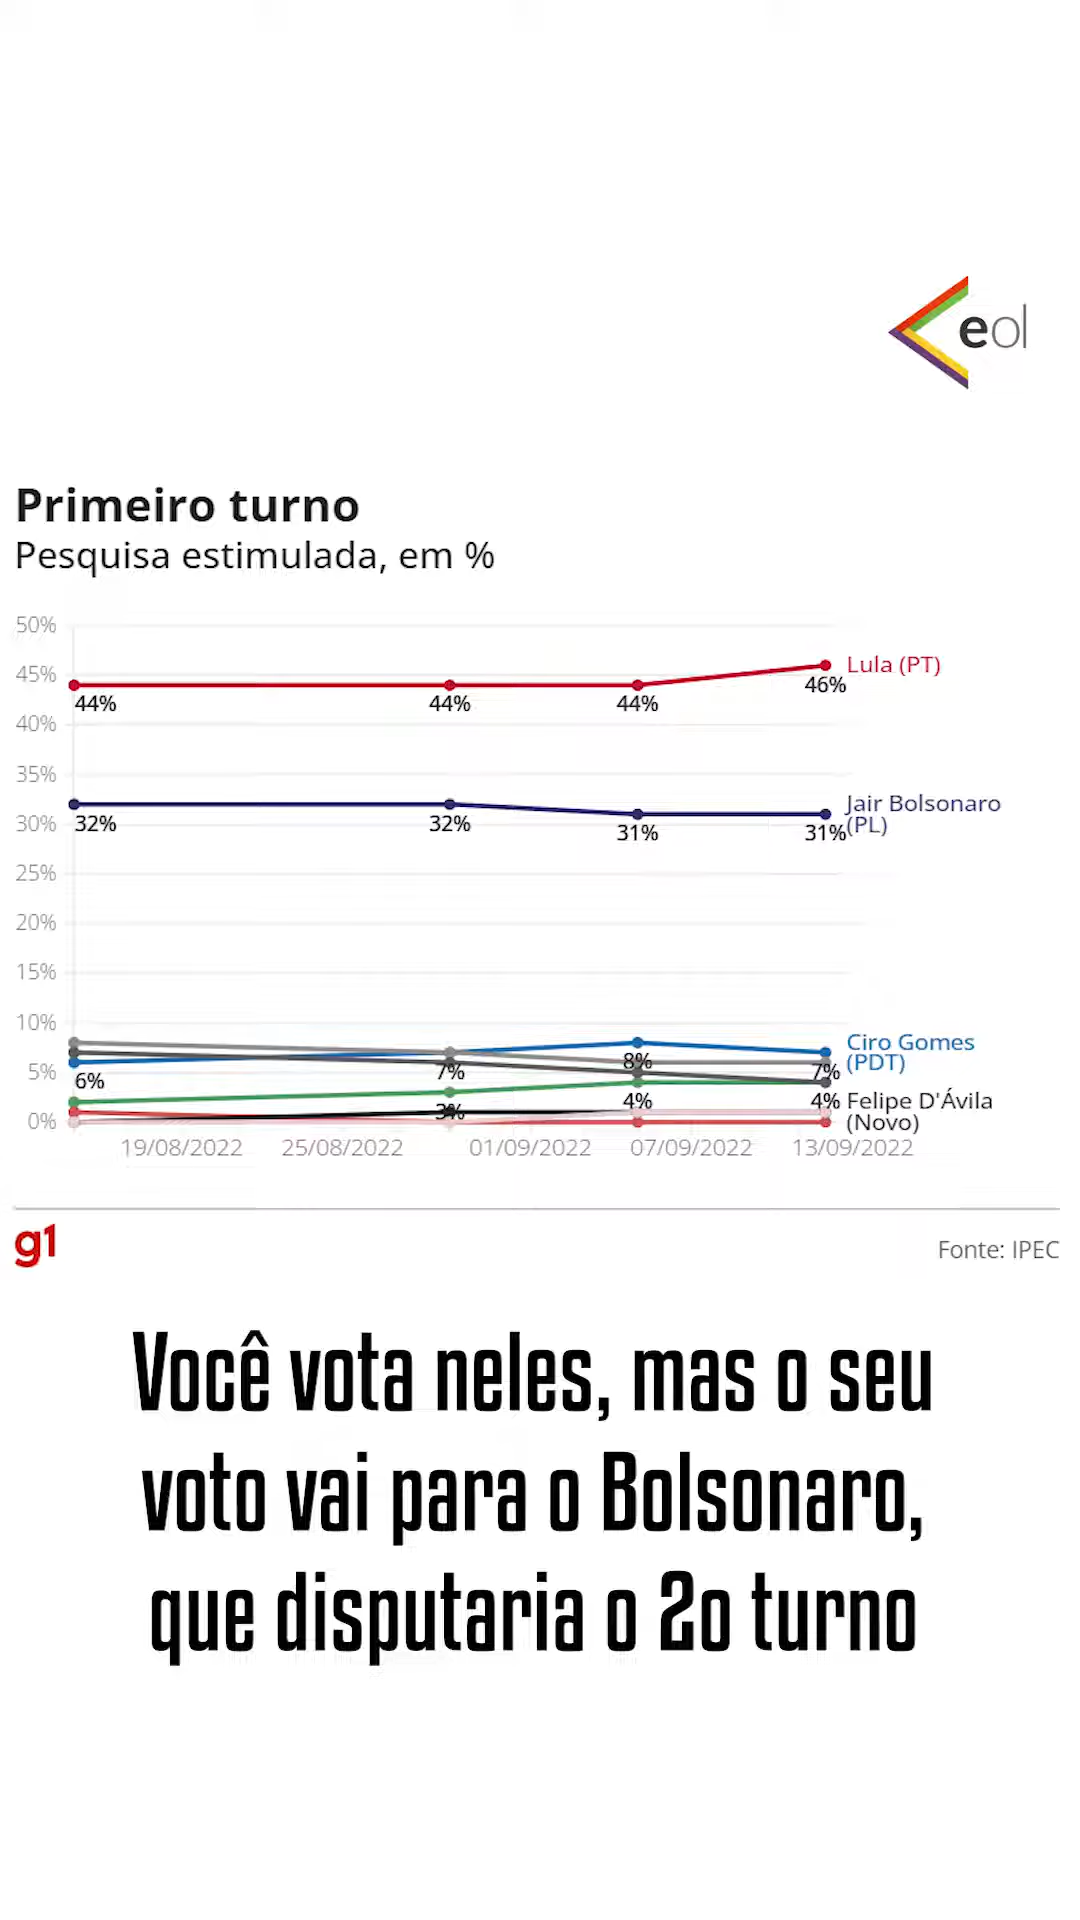 eol
Primeiro turno
Pesquisa estimulada, em %
50%
45%
40%
35%
30%
25%
20%
15%
10%
5%
0%
44%
44%
44%
46%
Lula (PT)
32%
32%
31%
31%
Jair Bolsonaro
(PL)
6%
7%
8%
7%
Ciro Gomes
(PDT)
3%
4%
4%
Felipe D'Ávila
(Novo)
19/08/2022
25/08/2022
01/09/2022
07/09/2022
13/09/2022
g1
Fonte: IPEC
Você vota neles, mas o seu
voto vai para o Bolsonaro,
que disputaria o 2o turno